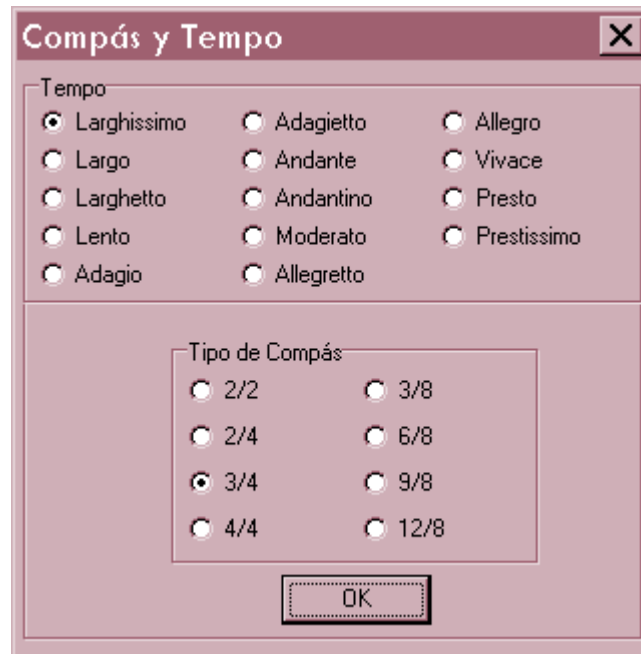 Compás y Tempo
Tempo
Larghissimo Adagietto Allegro
Largo Andante Vivace
Larghetto Andantino Presto
Lento Moderato Prestissimo
Adagio Allegretto
Tipo de Compás
2/2 3/8
2/4 6/8
3/4 9/8
4/4 12/8
OK